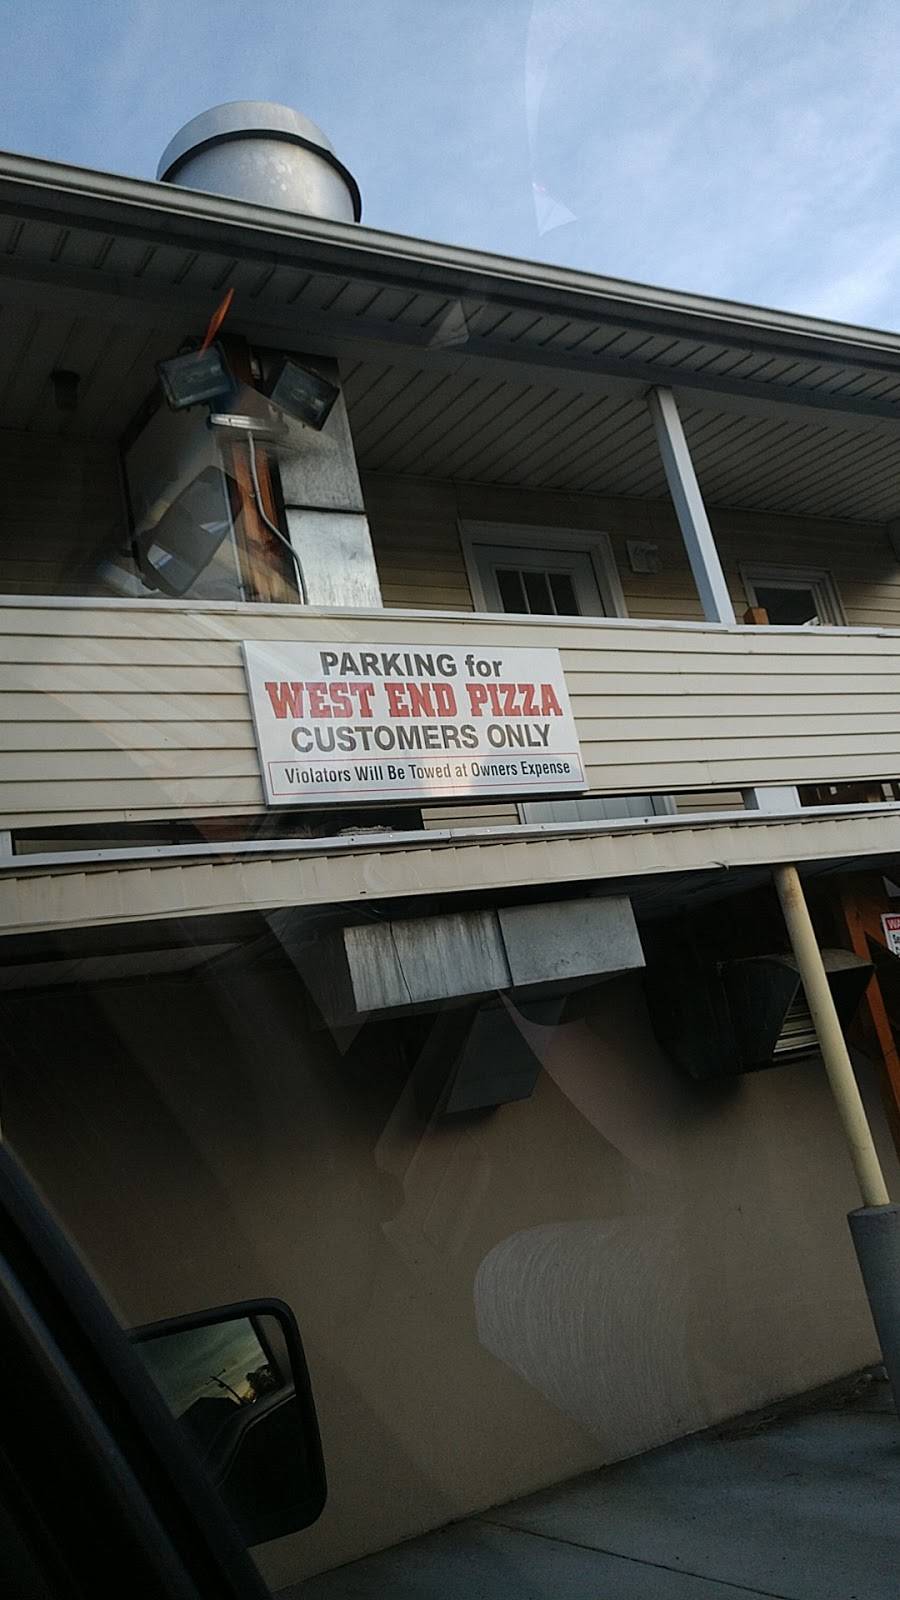 PARKING for
WEST END PIZZA
CUSTOMERS ONLY
Violators Will Be Towed at Owners Expense